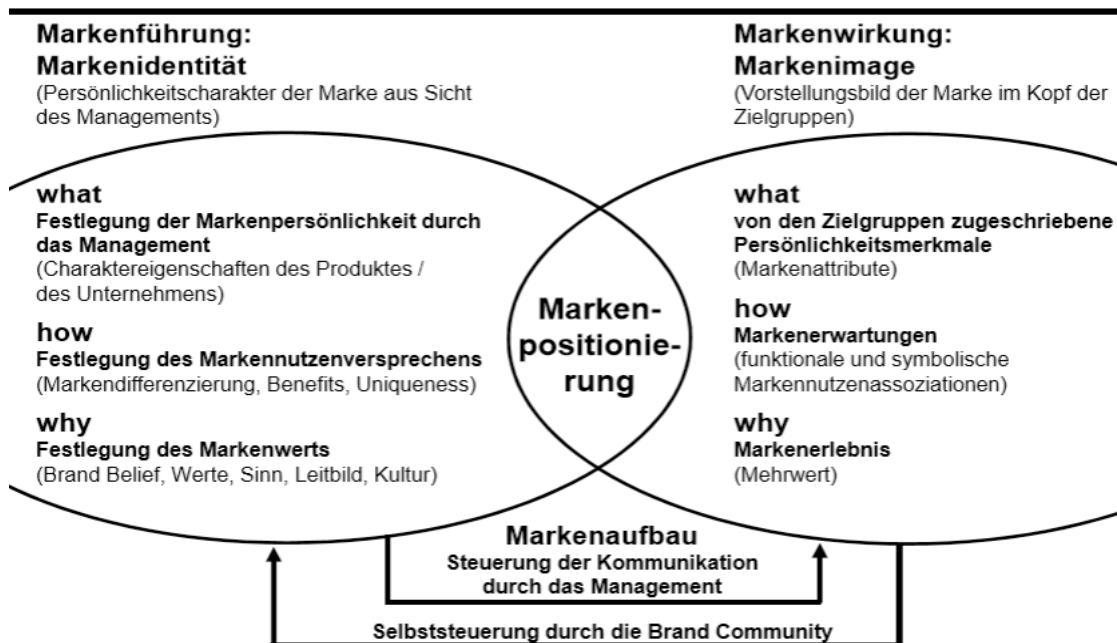 Markenführung:
Markenidentität
(Persönlichkeitscharakter der Marke aus Sicht
des Managements)
what
Festlegung der Markenpersönlichkeit durch
das Management
(Charaktereigenschaften des Produktes /
des Unternehmens)
how
Festlegung des Markennutzenversprechens
(Markendifferenzierung, Benefits, Uniqueness)
why
Festlegung des Markenwerts
(Brand Belief, Werte, Sinn, Leitbild, Kultur)
Marken-
positionie-
rung
Markenwirkung:
Markenimage
(Vorstellungsbild der Marke im Kopf der
Zielgruppen)
what
von den Zielgruppen zugeschriebene
Persönlichkeitsmerkmale
(Markenattribute)
how
Markenerwartungen
(funktionale und symbolische
Markennutzenassoziationen)
why
Markenerlebnis
(Mehrwert)
Markenaufbau
Steuerung der Kommunikation
durch das Management
Selbststeuerung durch die Brand Community